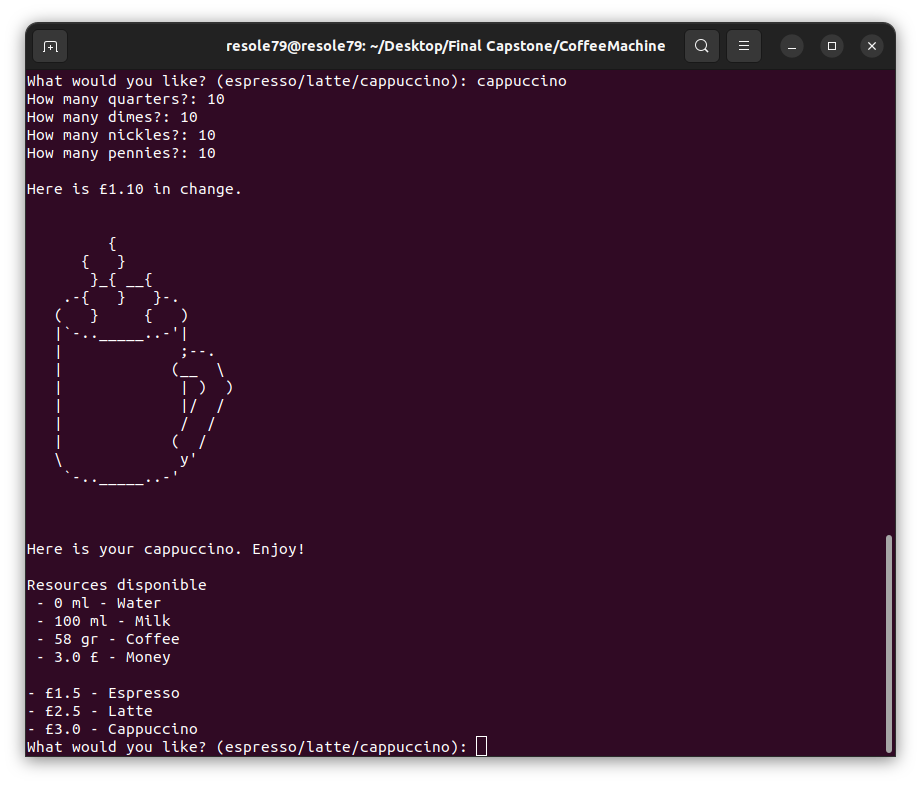 resole79@resole79: ~/Desktop/Final Capstone/CoffeeMachine
What would you like? (espresso/latte/cappuccino): cappuccino
How many quarters?: 10
How many dimes?: 10
How many nickles?: 10
How many pennies?: 10
Here is £1.10 in change.
            {
         {   }
          }_{ __{
       .-{   }   }-.
      (   }     {   )
      |`-.._____..-'|
      |             ;--.
      |            (__  \
      |             | )  )
      |             |/  /
      |             /  /
      |            (  /
      \             y'
       `-.._____..-'
Here is your cappuccino. Enjoy!
Resources disponible
 - 0 ml - Water
 - 100 ml - Milk
 - 58 gr - Coffee
 - 3.0 £ - Money
- £1.5 - Espresso
- £2.5 - Latte
- £3.0 - Cappuccino
What would you like? (espresso/latte/cappuccino):